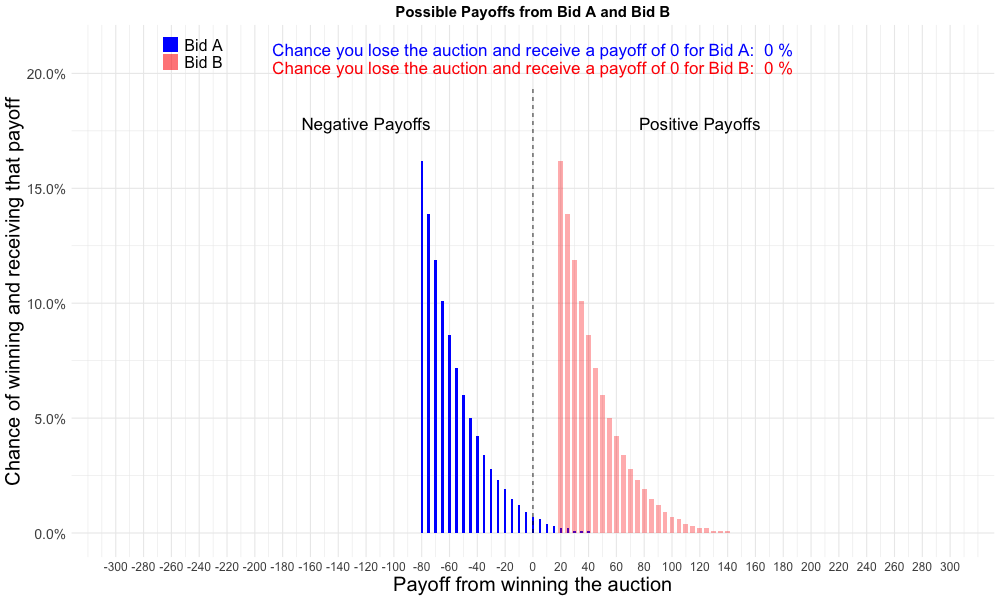 Possible Payoffs from Bid A and Bid B
Bid A
Bid B
Chance you lose the auction and receive a payoff of 0 for Bid A:  0 %
Chance you lose the auction and receive a payoff of 0 for Bid B:  0 %
Negative Payoffs
Positive Payoffs
Chance of winning and receiving that payoff
20.0%
15.0%
10.0%
5.0%
0.0%
-300 -280 -260 -240 -220 -200 -180 -160 -140 -120 -100 -80 -60 -40 -20 0 20 40 60 80 100 120 140 160 180 200 220 240 260 280 300
Payoff from winning the auction